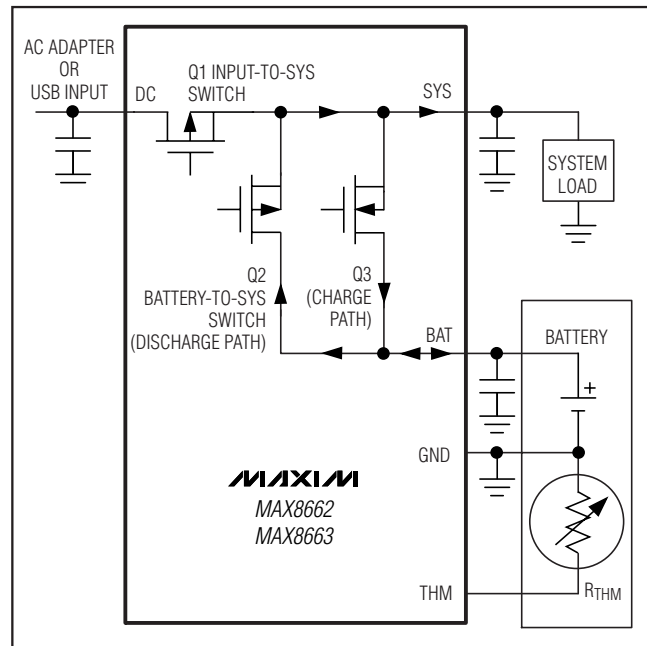 AC ADAPTER
OR
USB INPUT
DC
Q1 INPUT-TO-SYS
SWITCH
SYS
SYSTEM
LOAD
Q2
BATTERY-TO-SYS
SWITCH
(DISCHARGE PATH)
Q3
(CHARGE
PATH)
BAT
BATTERY
+
GND
MAXIM
MAX8662
MAX8663
THM
RTHM